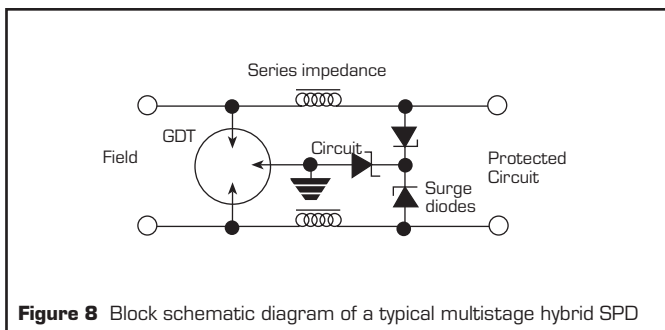 Series impedance
GDT
Circuit
Field
Protected
Circuit
Surge
diodes
Figure 8 Block schematic diagram of a typical multistage hybrid SPD